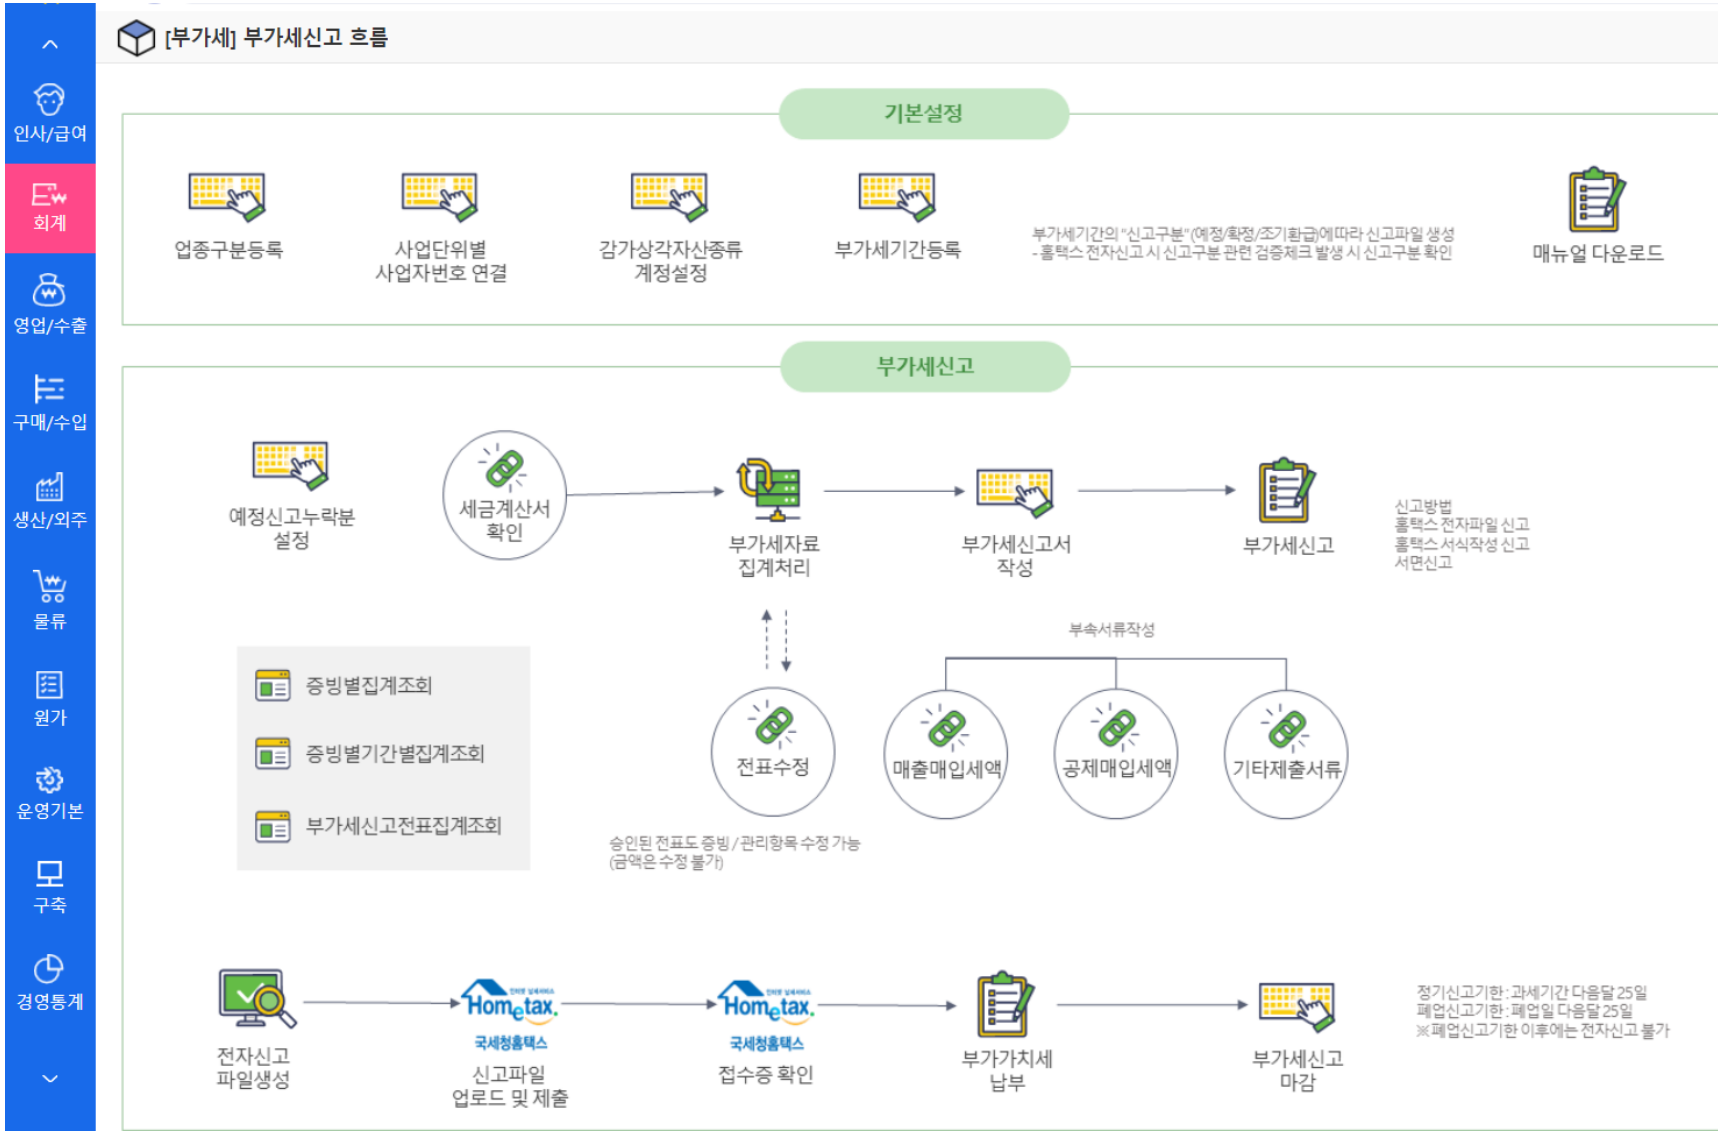 [부가세] 부가세신고 흐름
인사/급여
회계
영업/수출
구매/수입
생산/외주
물류
원가
운영기본
구축
경영통계
기본설정
업종구분등록
사업단위별
사업자번호 연결
감가상각자산종류
계정설정
부가세기간등록
부가세기간의 "신고구분"(예정/확정/조기환급)에따라 신고파일 생성
- 홈택스 전자신고 시 신고구분 관련 검증체크 발생 시 신고구분 확인
매뉴얼 다운로드
부가세신고
예정신고누락분
설정
세금계산서
확인
부가세자료
집계처리
부가세신고서
작성
부가세신고
신고방법
홈택스 전자파일 신고
홈택스 서식작성 신고
서면신고
부속서류작성
증빙별집계조회
증빙별기간별집계조회
부가세신고전표집계조회
전표수정
매출매입세액
공제매입세액
기타제출서류
승인된 전표도 증빙 / 관리항목 수정 가능
(금액은 수정 불가)
전자신고
파일생성
Hometax.
국세청홈택스
신고파일
업로드 및 제출
Hometax.
국세청홈택스
접수증 확인
부가가치세
납부
부가세신고
마감
정기신고기한 : 과세기간 다음달 25일
폐업신고기한 : 폐업일 다음달 25일
※폐업신고기한 이후에는 전자신고 불가